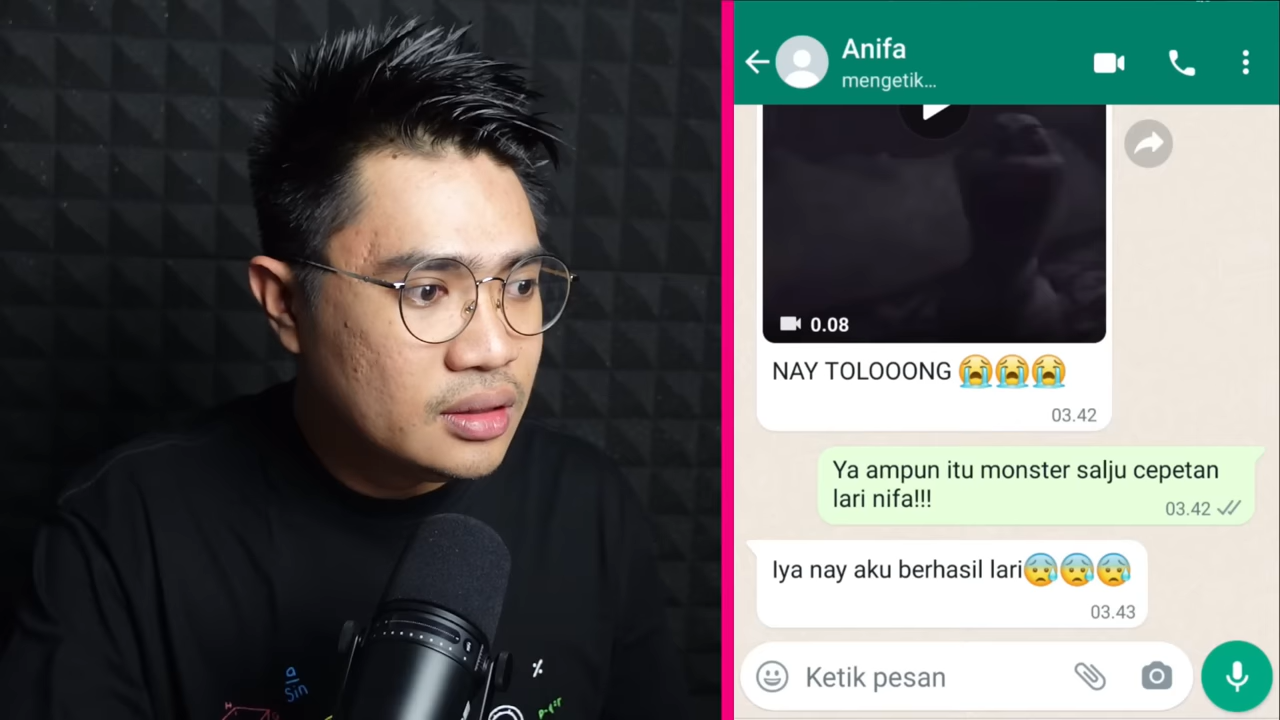 Anifa
mengetik...
0.08
NAY TOLOOONG 😭😭😭
03.42
Ya ampun itu monster salju cepetan
lari nifa!!!
03.42
Iya nay aku berhasil lari😰😰😰
03.43
Ketik pesan
a
Sin
H